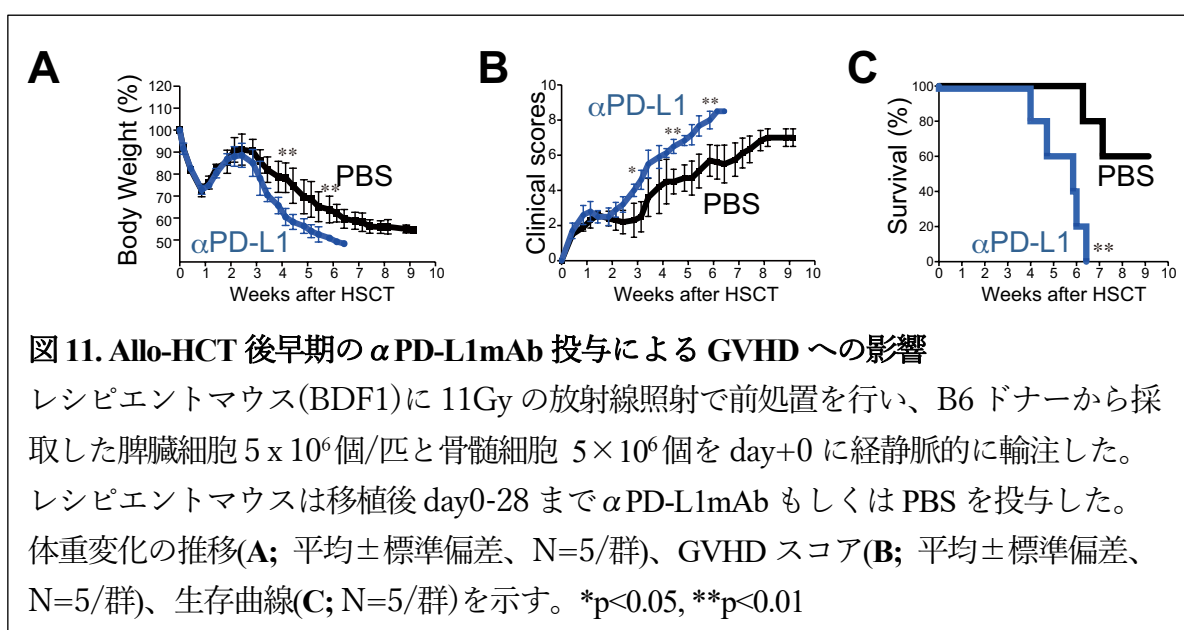 A
B
C
Body Weight (%)
120
110
100
90
80
70
60
50
**
**
PBS
αPD-L1
0 1 2 3 4 5 6 7 8 9 10
Weeks after HSCT
Clinical scores
10
8
6
4
2
0
αPD-L1
*
**
**
PBS
0 1 2 3 4 5 6 7 8 9 10
Weeks after HSCT
Survival (%)
100
80
60
40
20
0
PBS
αPD-L1
**
0 1 2 3 4 5 6 7 8 9 10
Weeks after HSCT
図 11. Allo-HCT 後早期のαPD-L1mAb 投与による GVHD への影響
レシピエントマウス(BDF1)に 11Gy の放射線照射で前処置を行い、B6 ドナーから採
取した脾臓細胞 5 x 10⁶ 個/匹と骨髄細胞 5×10⁶ 個を day+0 に経静脈的に輸注した。
レシピエントマウスは移植後 day0-28 までαPD-L1mAb もしくは PBS を投与した。
体重変化の推移(A; 平均±標準偏差、N=5/群)、GVHD スコア(B; 平均±標準偏差、
N=5/群)、生存曲線(C; N=5/群)を示す。*p<0.05, **p<0.01